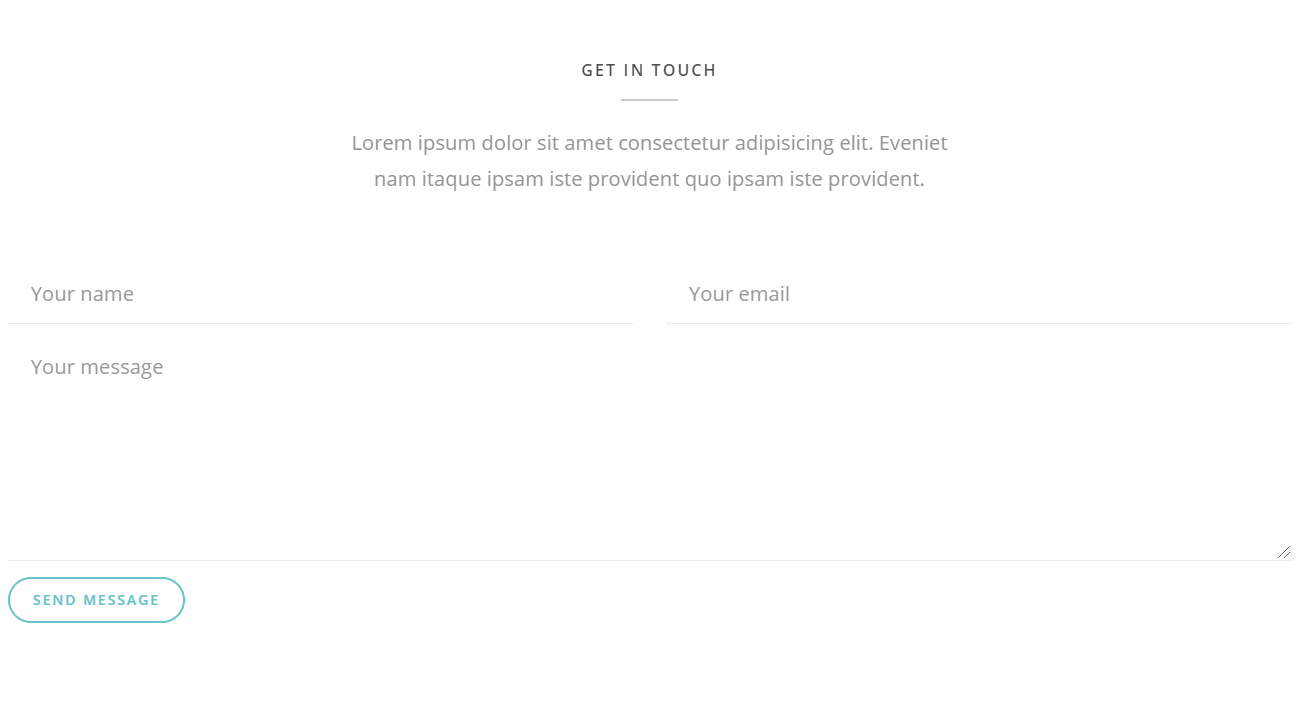 GET IN TOUCH
Lorem ipsum dolor sit amet consectetur adipisicing elit. Eveniet
nam itaque ipsam iste provident quo ipsam iste provident.
Your name
Your email
Your message
SEND MESSAGE